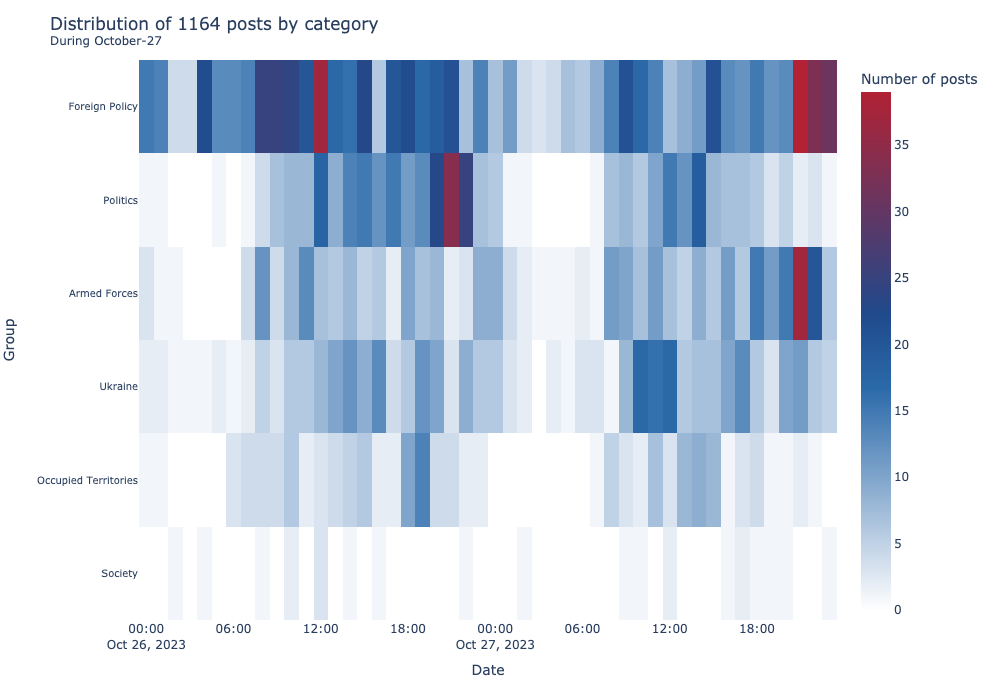 Distribution of 1164 posts by category
During October-27
Number of posts
Foreign Policy
Politics
Armed Forces
Ukraine
Occupied Territories
Society
Group
35
30
25
20
15
10
5
0
00:00 06:00 12:00 18:00 00:00 06:00 12:00 18:00
Oct 26, 2023 Oct 27, 2023
Date